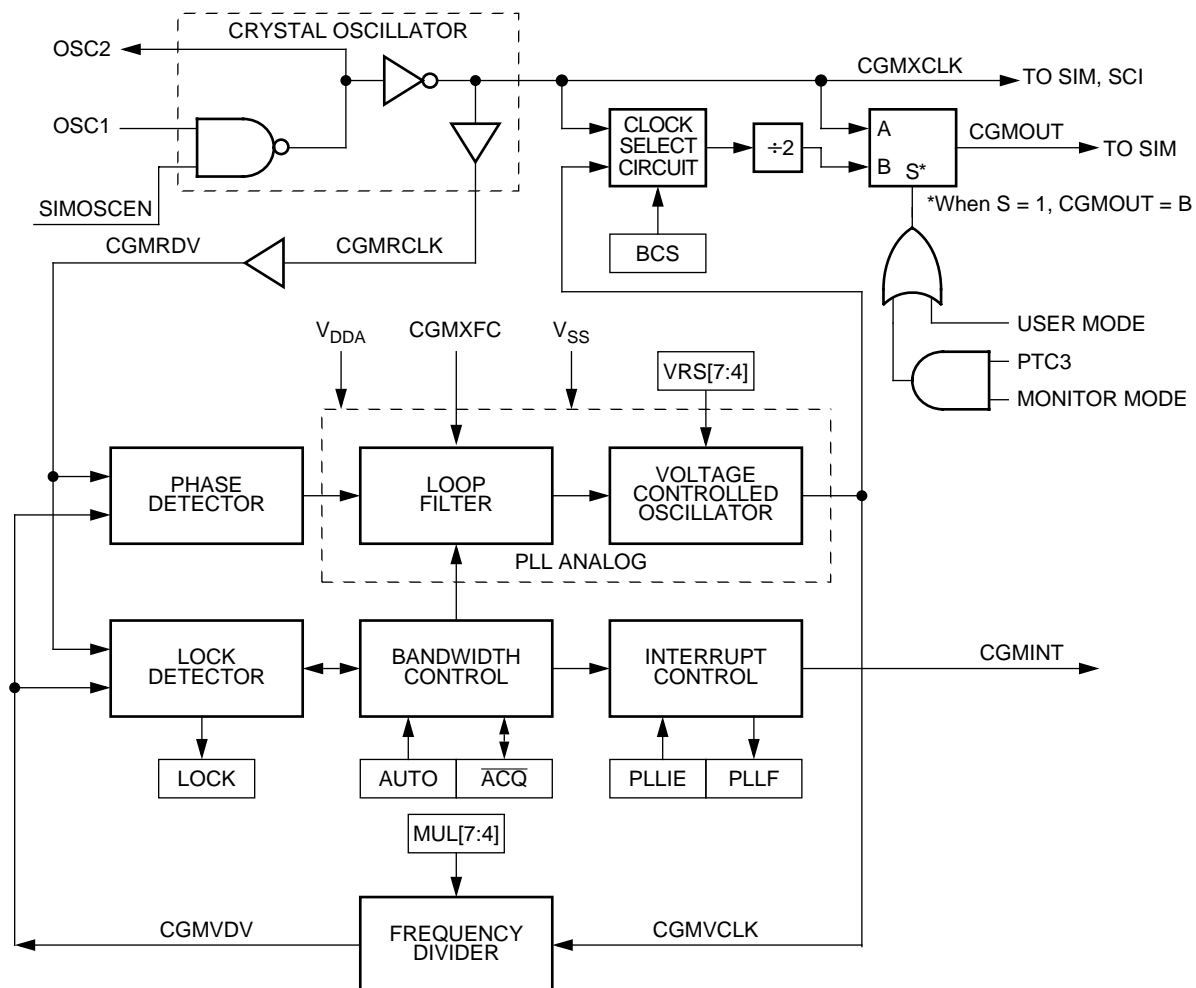 CRYSTAL OSCILLATOR
OSC2
CGMXCLK
TO SIM, SCI
OSC1
CLOCK
SELECT
CIRCUIT
÷2
A
B
S*
CGMOUT
TO SIM
SIMOSCEN
*When S = 1, CGMOUT = B
CGMRDV
CGMRCLK
BCS
VDDA
CGMXFC
VSS
USER MODE
VRS[7:4]
PTC3
MONITOR MODE
PHASE
DETECTOR
LOOP
FILTER
VOLTAGE
CONTROLLED
OSCILLATOR
PLL ANALOG
LOCK
DETECTOR
BANDWIDTH
CONTROL
INTERRUPT
CONTROL
CGMINT
LOCK
AUTO
A̅C̅Q̅
PLLIE
PLLF
MUL[7:4]
CGMVDV
FREQUENCY
DIVIDER
CGMVCLK